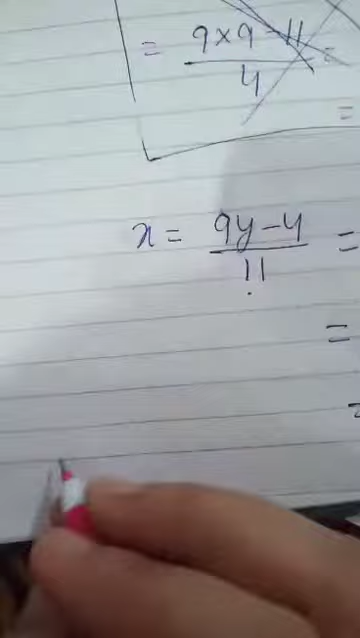 = 9×9-11/4 =
=
x = 9y-4/11 =
=
=